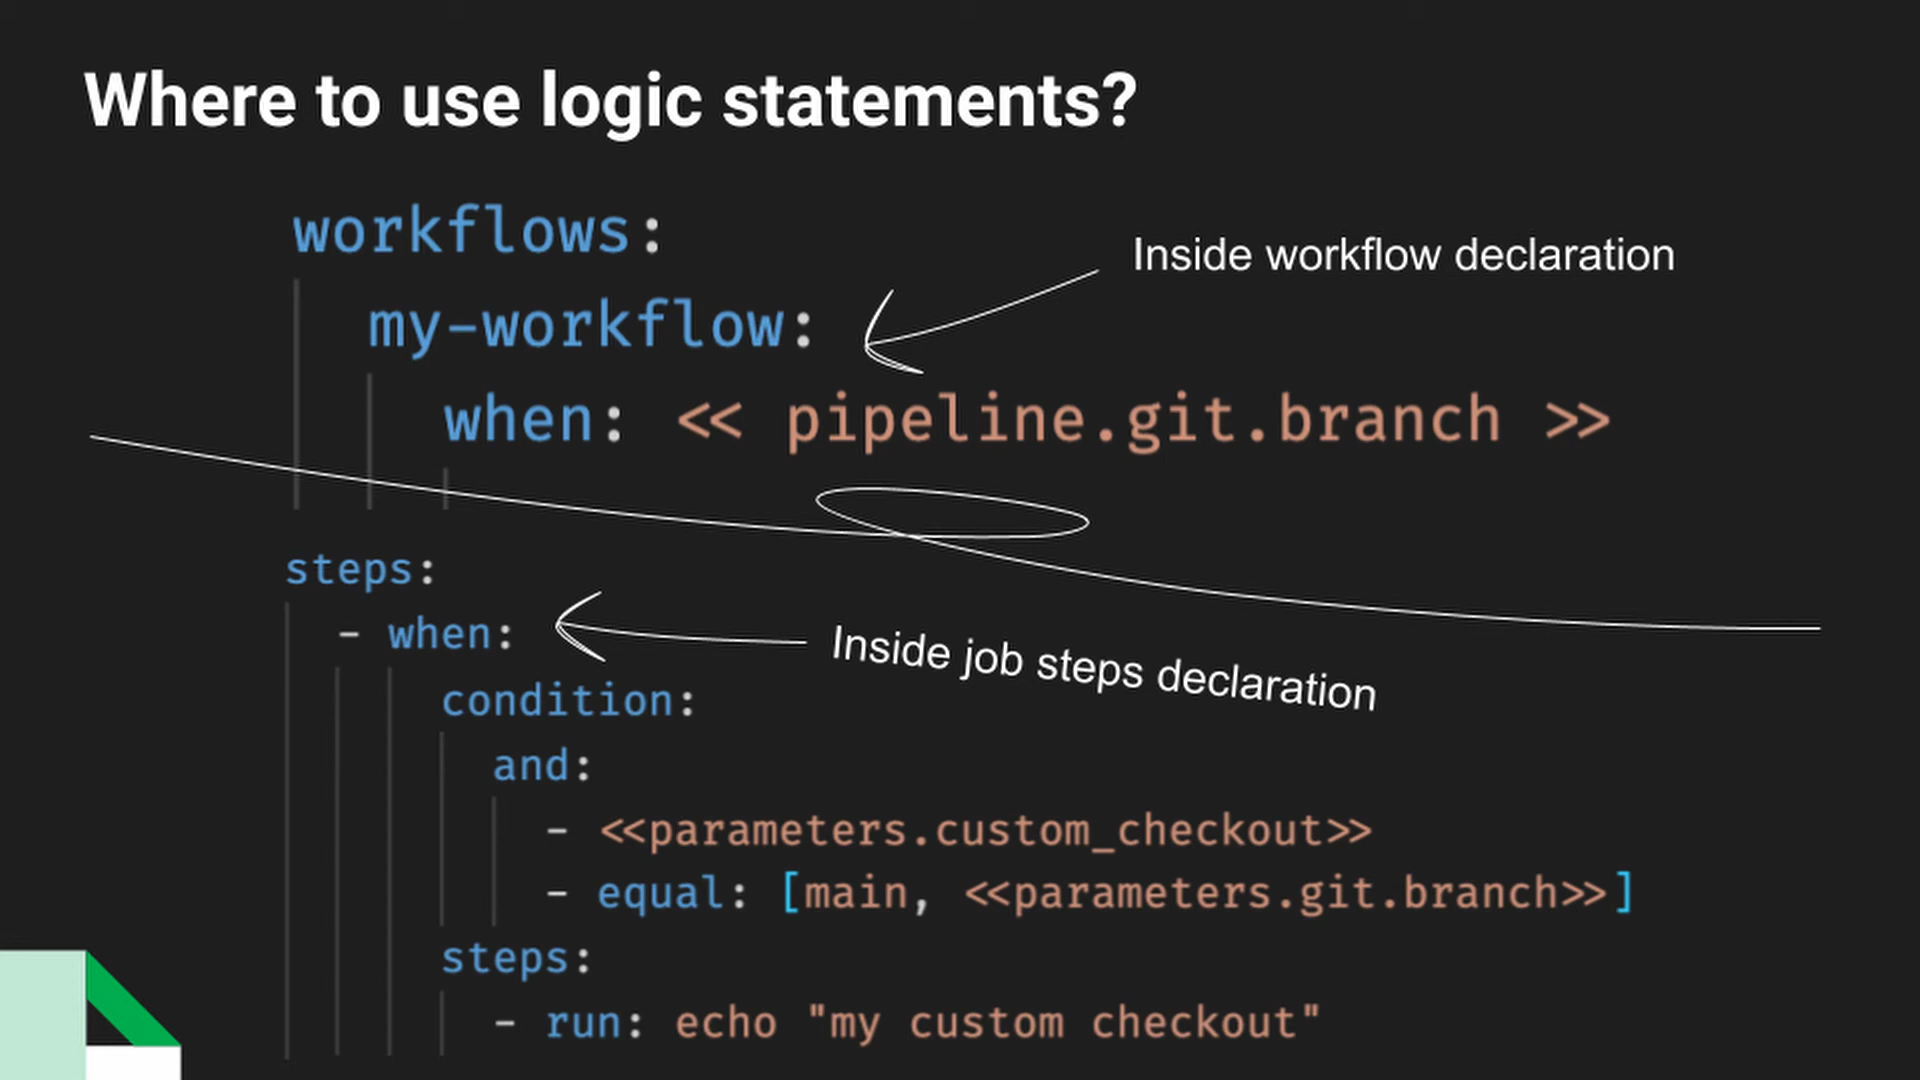 Where to use logic statements?
workflows:
Inside workflow declaration
my-workflow:
when: << pipeline.git.branch >>
steps:
- when:
Inside job steps declaration
condition:
and:
- <<parameters.custom_checkout>>
- equal: [main, <<parameters.git.branch>>]
steps:
- run: echo "my custom checkout"